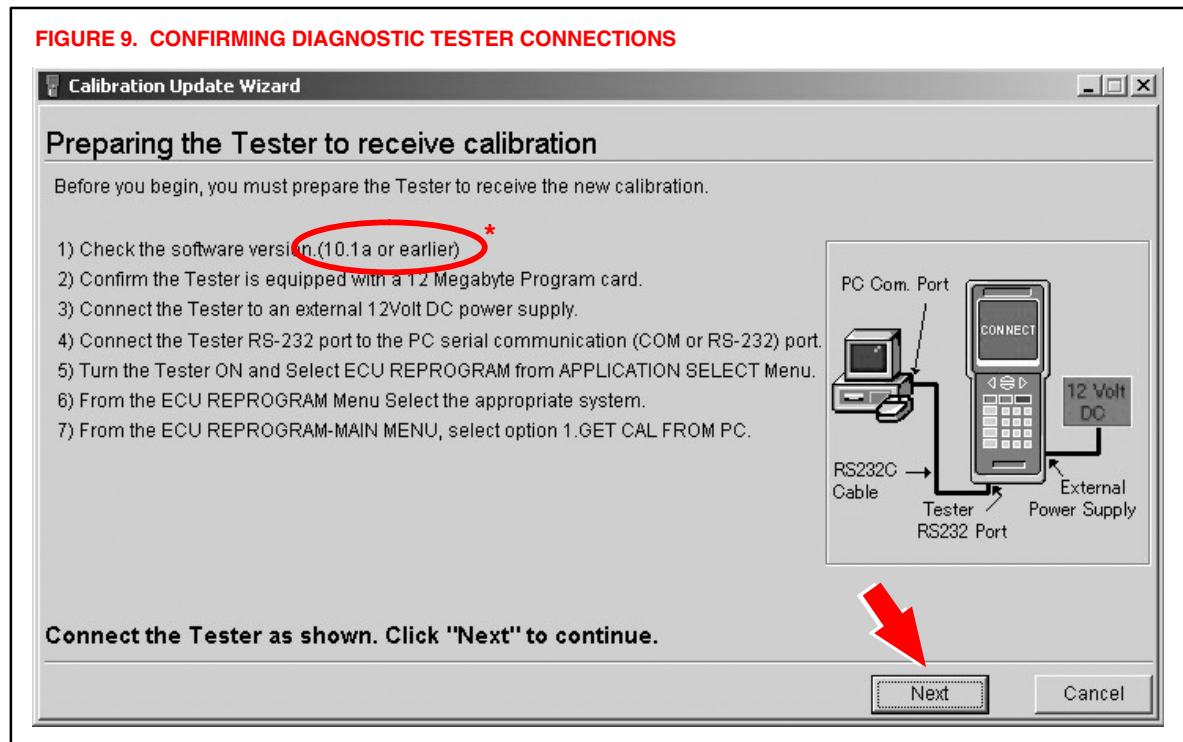 FIGURE 9. CONFIRMING DIAGNOSTIC TESTER CONNECTIONS
Calibration Update Wizard
Preparing the Tester to receive calibration
Before you begin, you must prepare the Tester to receive the new calibration.
*
1) Check the software version.(10.1a or earlier)
2) Confirm the Tester is equipped with a 12 Megabyte Program card.
3) Connect the Tester to an external 12Volt DC power supply.
4) Connect the Tester RS-232 port to the PC serial communication (COM or RS-232) port.
5) Turn the Tester ON and Select ECU REPROGRAM from APPLICATION SELECT Menu.
6) From the ECU REPROGRAM Menu Select the appropriate system.
7) From the ECU REPROGRAM-MAIN MENU, select option 1.GET CAL FROM PC.
PC Com. Port
CONNECT
12 Volt
DC
RS232C
Cable
Tester
RS232 Port
External
Power Supply
Connect the Tester as shown. Click "Next" to continue.
Next
Cancel